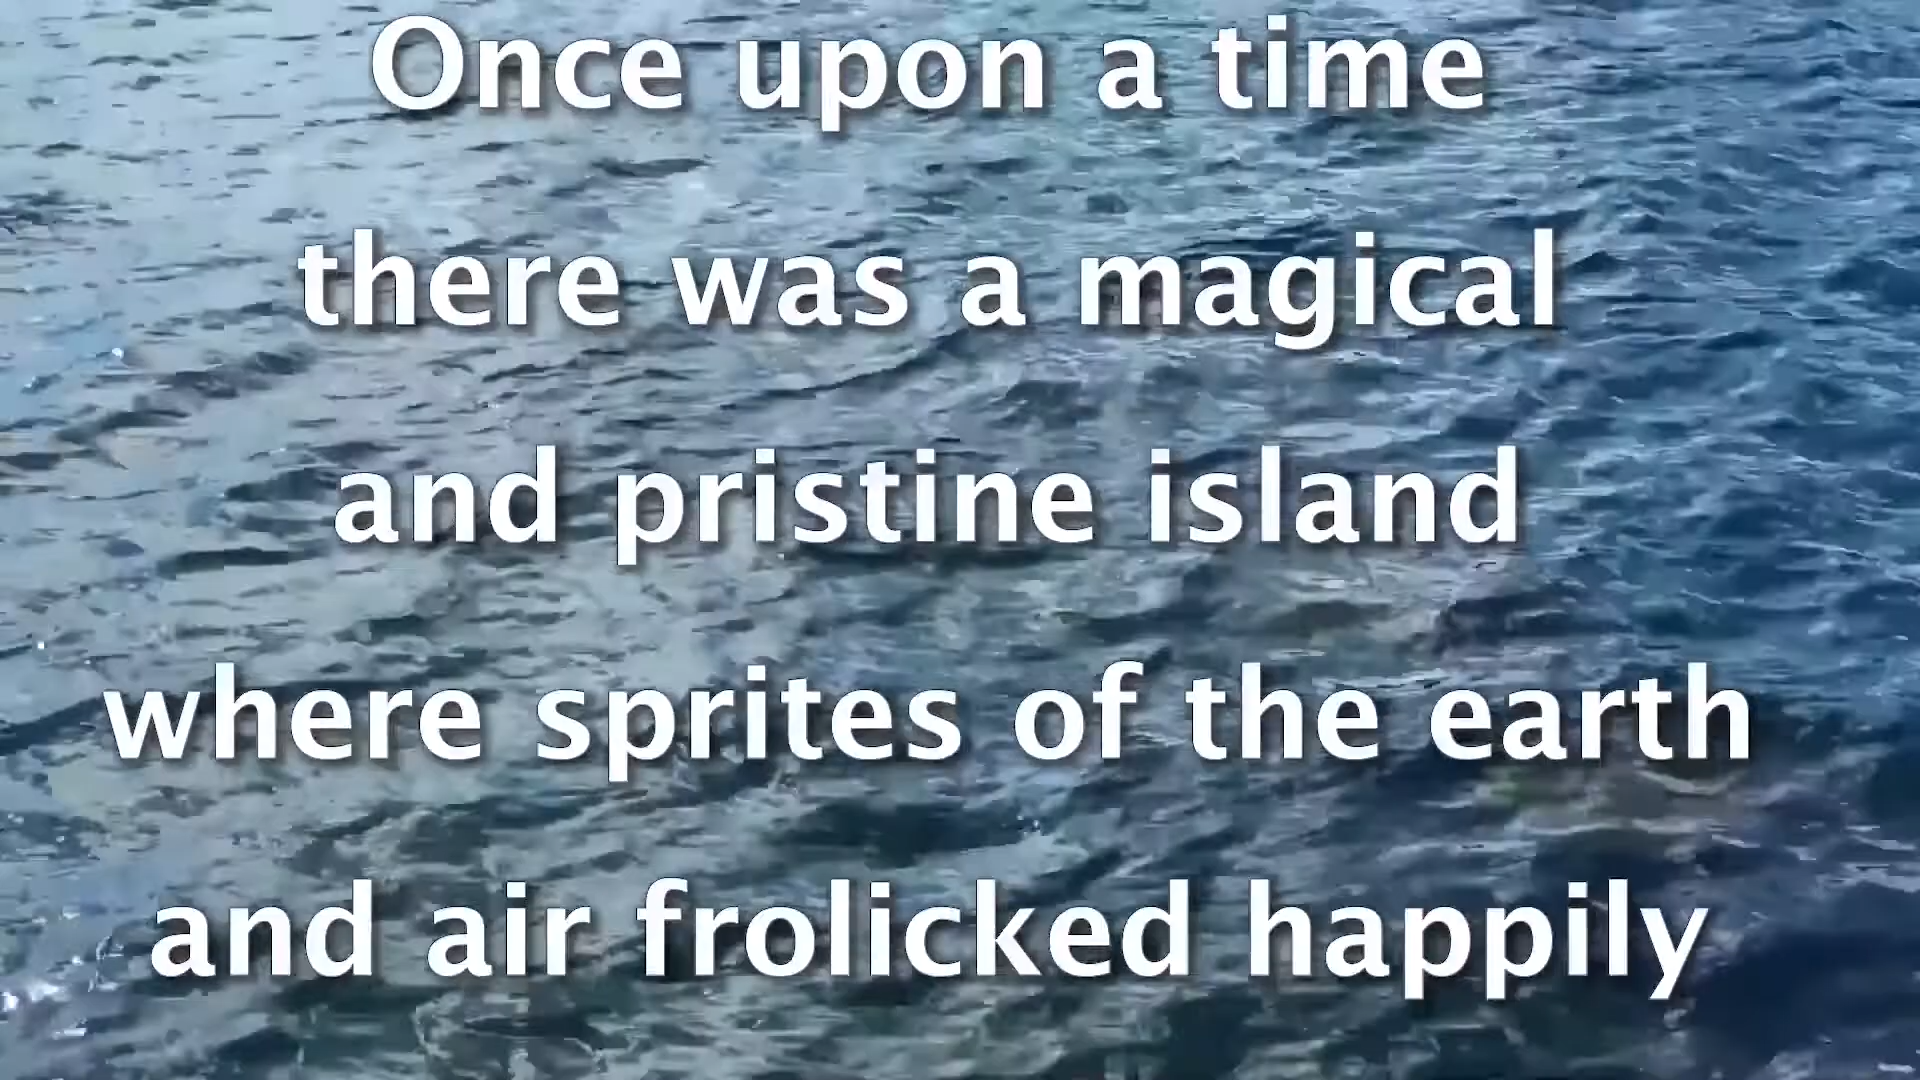 Once upon a time
there was a magical
and pristine island
where sprites of the earth
and air frolicked happily